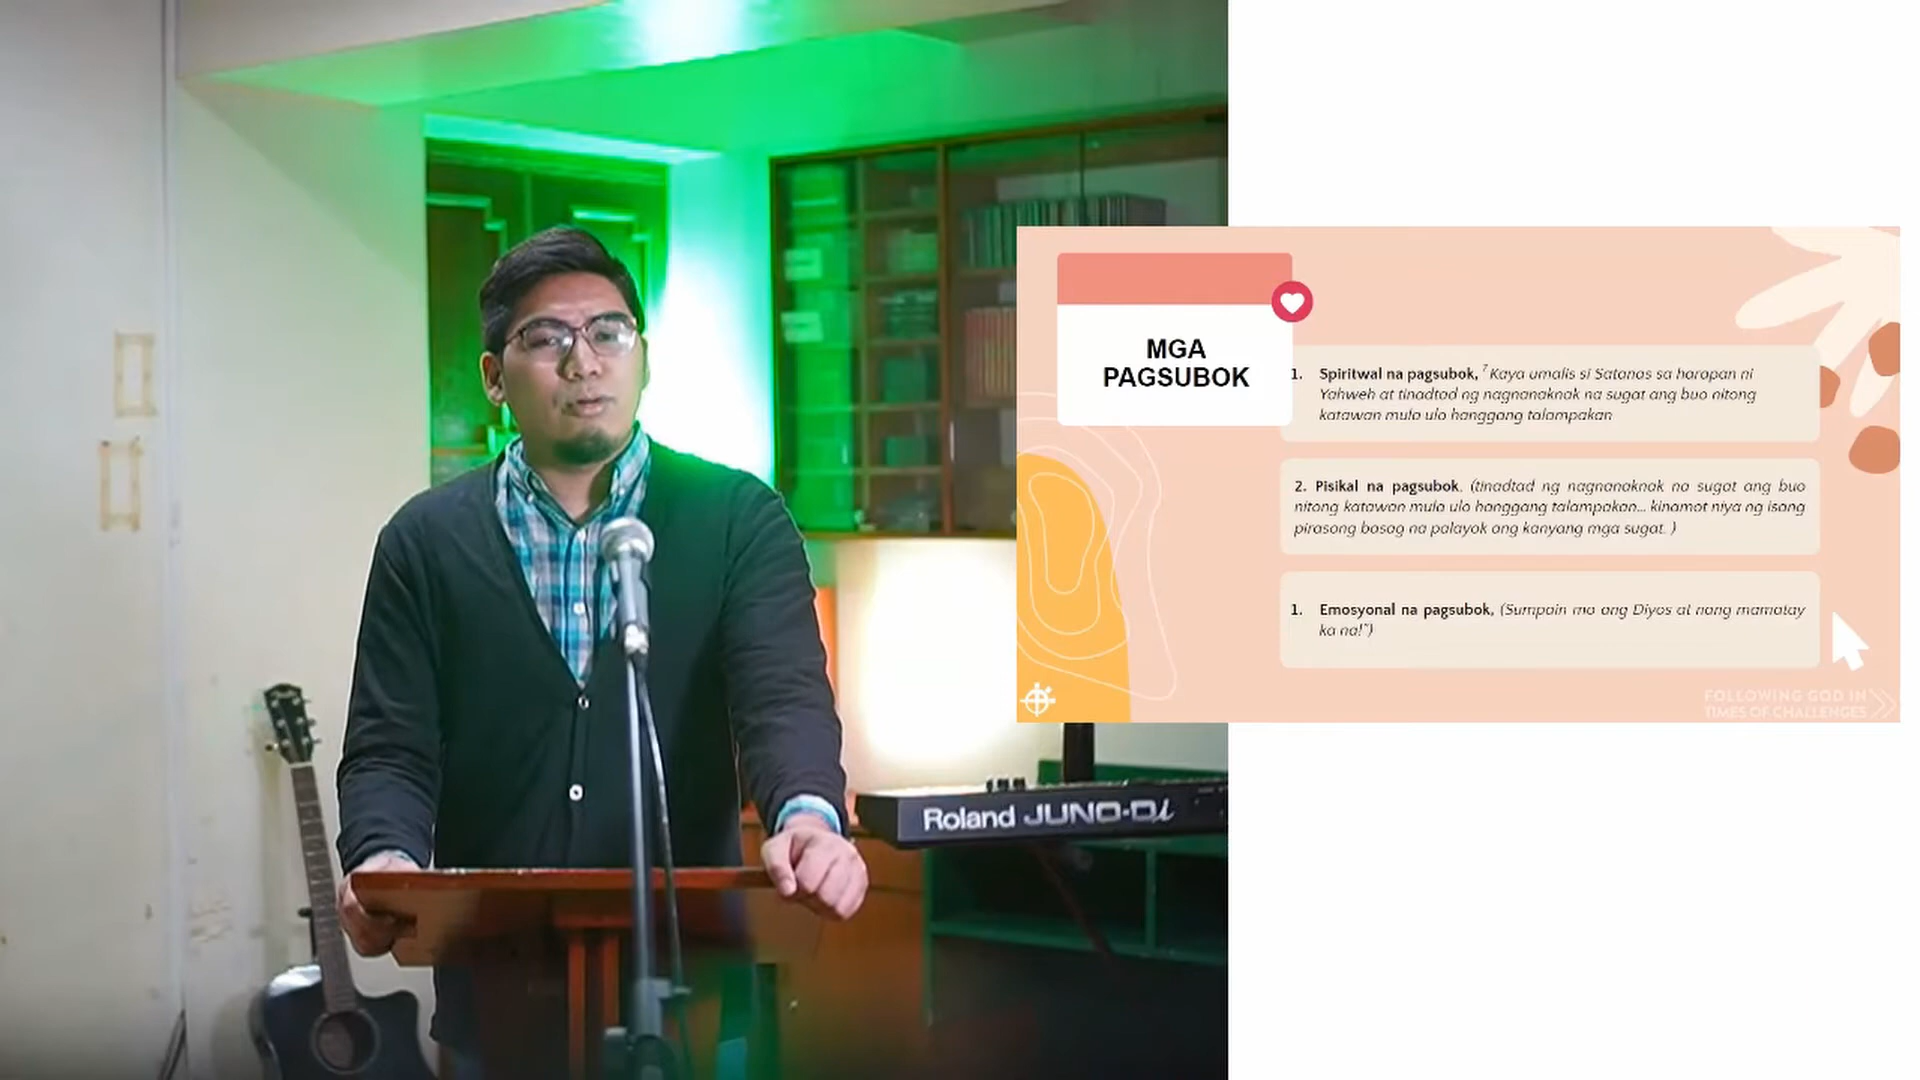 MGA
PAGSUBOK
1. Spiritwal na pagsubok, 7 Kaya umalis si Satanas sa harapan ni
Yahweh at tinadtad ng nagnanaknak na sugat ang buo nitong
katawan mula ulo hanggang talampakan
2. Pisikal na pagsubok. (tinadtad ng nagnanaknak na sugat ang buo
nitong katawan mula ulo hanggang talampakan... kinamot niya ng isang
pirasong basag na palayok ang kanyang mga sugat. )
1. Emosyonal na pagsubok, (Sumpain mo ang Diyos at nang mamatay
ka na!”)
FOLLOWING GOD IN
TIMES OF CHALLENGES
Roland JUNO-Di